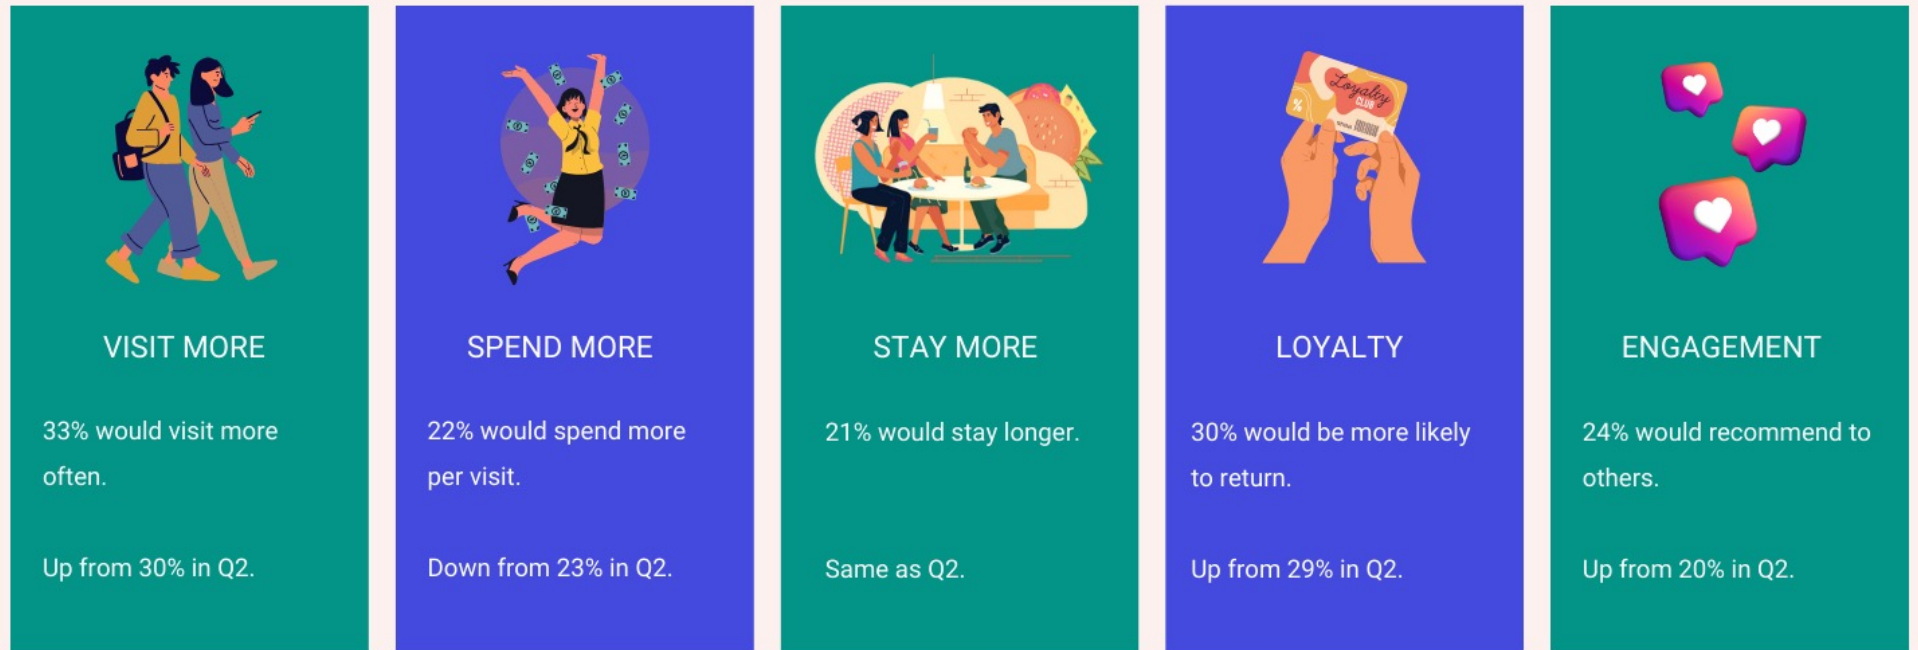 Loyalty
CLUB
%
VISIT MORE
33% would visit more
often.
Up from 30% in Q2.
SPEND MORE
22% would spend more
per visit.
Down from 23% in Q2.
STAY MORE
21% would stay longer.
Same as Q2.
LOYALTY
30% would be more likely
to return.
Up from 29% in Q2.
ENGAGEMENT
24% would recommend to
others.
Up from 20% in Q2.